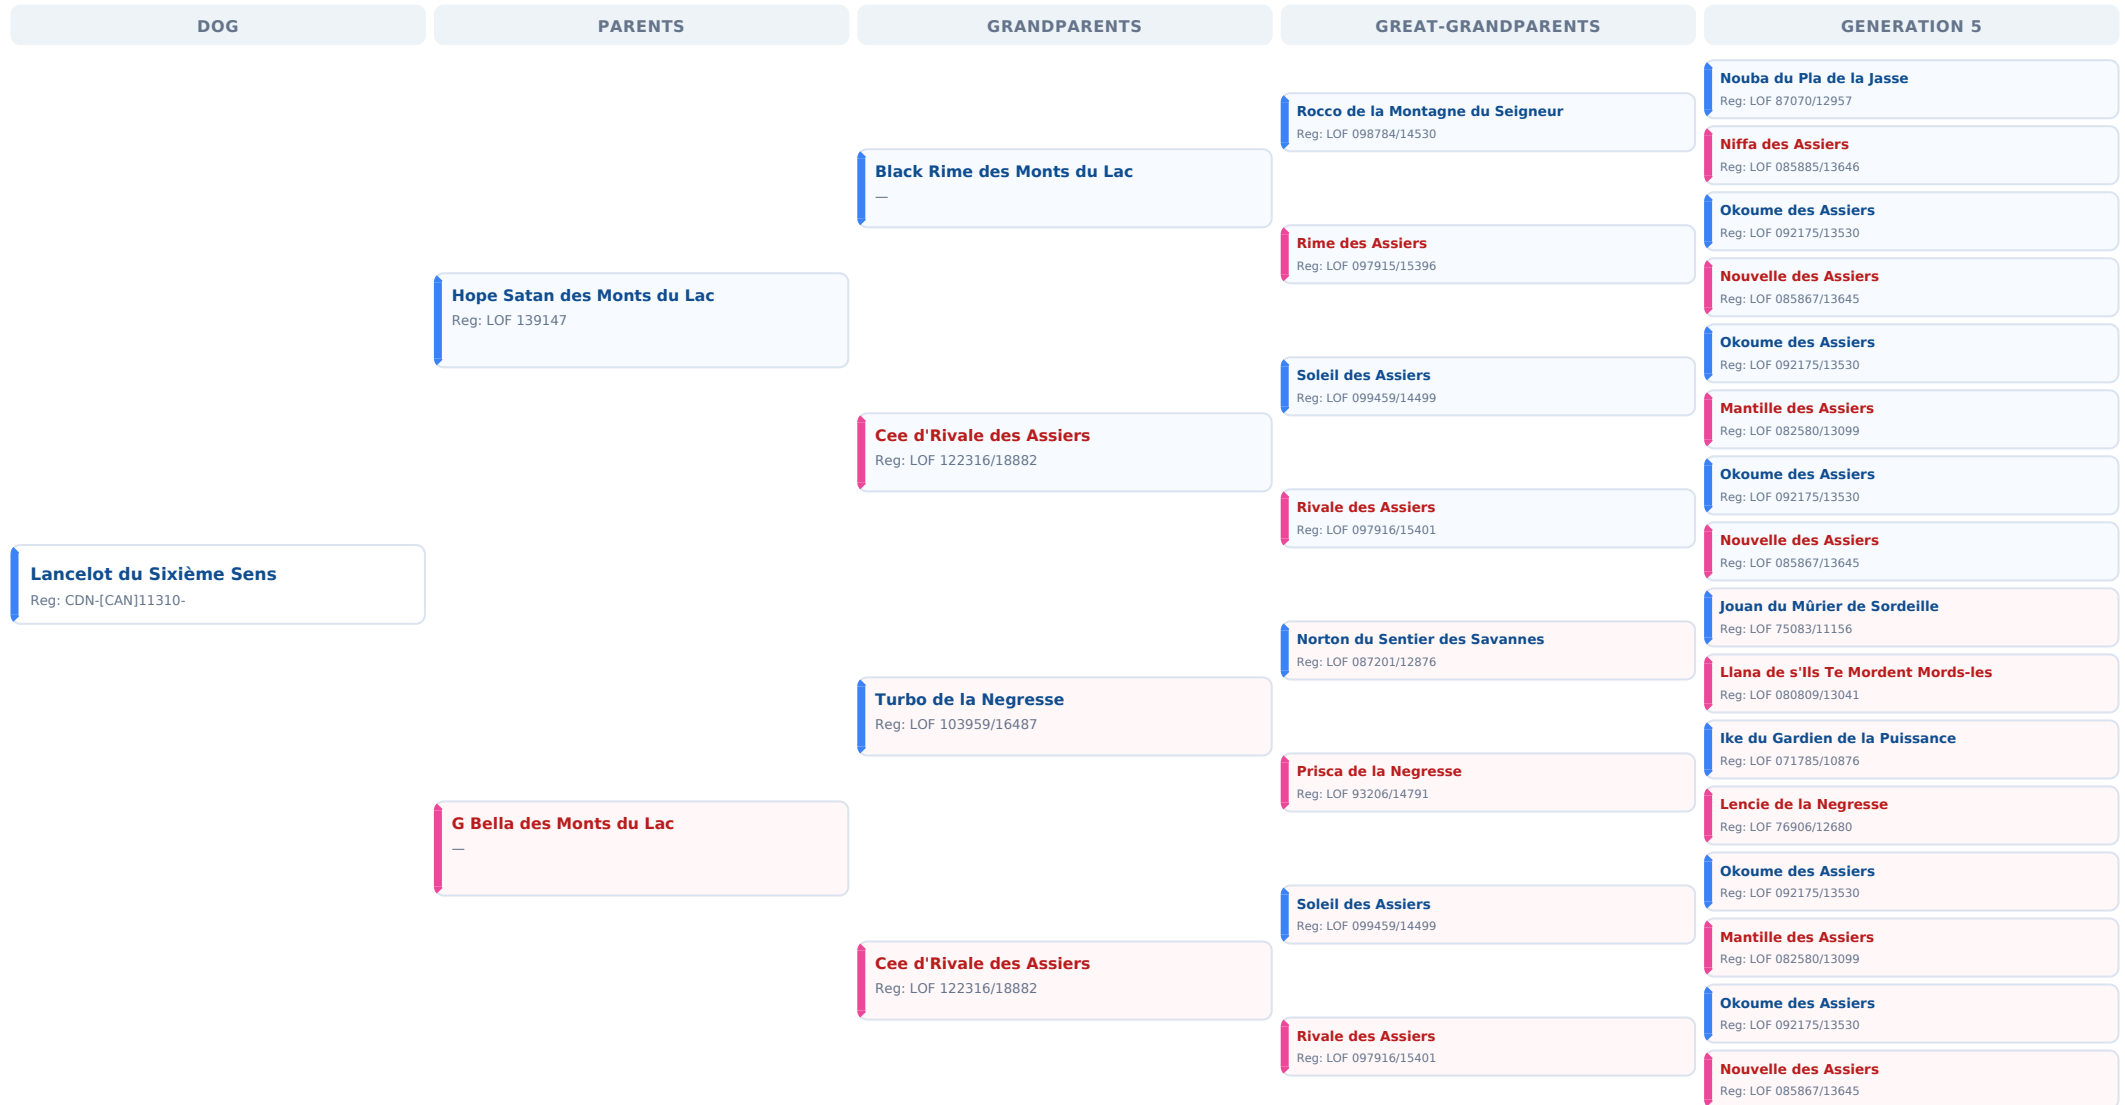 DOG
PARENTS
GRANDPARENTS
GREAT-GRANDPARENTS
GENERATION 5
Lancelot du Sixième Sens
Reg: CDN-[CAN]11310-
Hope Satan des Monts du Lac
Reg: LOF 139147
G Bella des Monts du Lac
—
Black Rime des Monts du Lac
—
Cee d'Rivale des Assiers
Reg: LOF 122316/18882
Turbo de la Negresse
Reg: LOF 103959/16487
Cee d'Rivale des Assiers
Reg: LOF 122316/18882
Rocco de la Montagne du Seigneur
Reg: LOF 098784/14530
Rime des Assiers
Reg: LOF 097915/15396
Soleil des Assiers
Reg: LOF 099459/14499
Rivale des Assiers
Reg: LOF 097916/15401
Norton du Sentier des Savannes
Reg: LOF 087201/12876
Prisca de la Negresse
Reg: LOF 93206/14791
Soleil des Assiers
Reg: LOF 099459/14499
Rivale des Assiers
Reg: LOF 097916/15401
Nouba du Pla de la Jasse
Reg: LOF 87070/12957
Niffa des Assiers
Reg: LOF 085885/13646
Okoume des Assiers
Reg: LOF 092175/13530
Nouvelle des Assiers
Reg: LOF 085867/13645
Okoume des Assiers
Reg: LOF 092175/13530
Mantille des Assiers
Reg: LOF 082580/13099
Okoume des Assiers
Reg: LOF 092175/13530
Nouvelle des Assiers
Reg: LOF 085867/13645
Jouan du Mûrier de Sordeille
Reg: LOF 75083/11156
Llana de s'Ils Te Mordent Mords-les
Reg: LOF 080809/13041
Ike du Gardien de la Puissance
Reg: LOF 071785/10876
Lencie de la Negresse
Reg: LOF 76906/12680
Okoume des Assiers
Reg: LOF 092175/13530
Mantille des Assiers
Reg: LOF 082580/13099
Okoume des Assiers
Reg: LOF 092175/13530
Nouvelle des Assiers
Reg: LOF 085867/13645